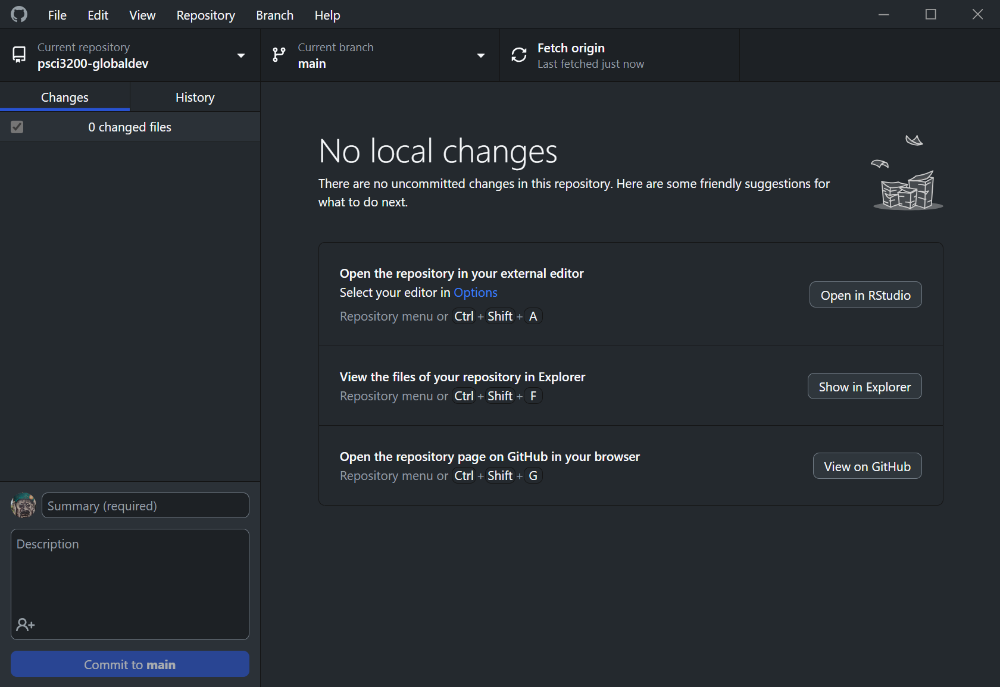 File Edit View Repository Branch Help
Current repository
psci3200-globaldev
Current branch
main
Fetch origin
Last fetched just now
Changes
History
0 changed files
No local changes
There are no uncommitted changes in this repository. Here are some friendly suggestions for
what to do next.
Open the repository in your external editor
Select your editor in Options
Repository menu or Ctrl + Shift + A
Open in RStudio
View the files of your repository in Explorer
Repository menu or Ctrl + Shift + F
Show in Explorer
Open the repository page on GitHub in your browser
Repository menu or Ctrl + Shift + G
View on GitHub
Summary (required)
Description
Commit to main